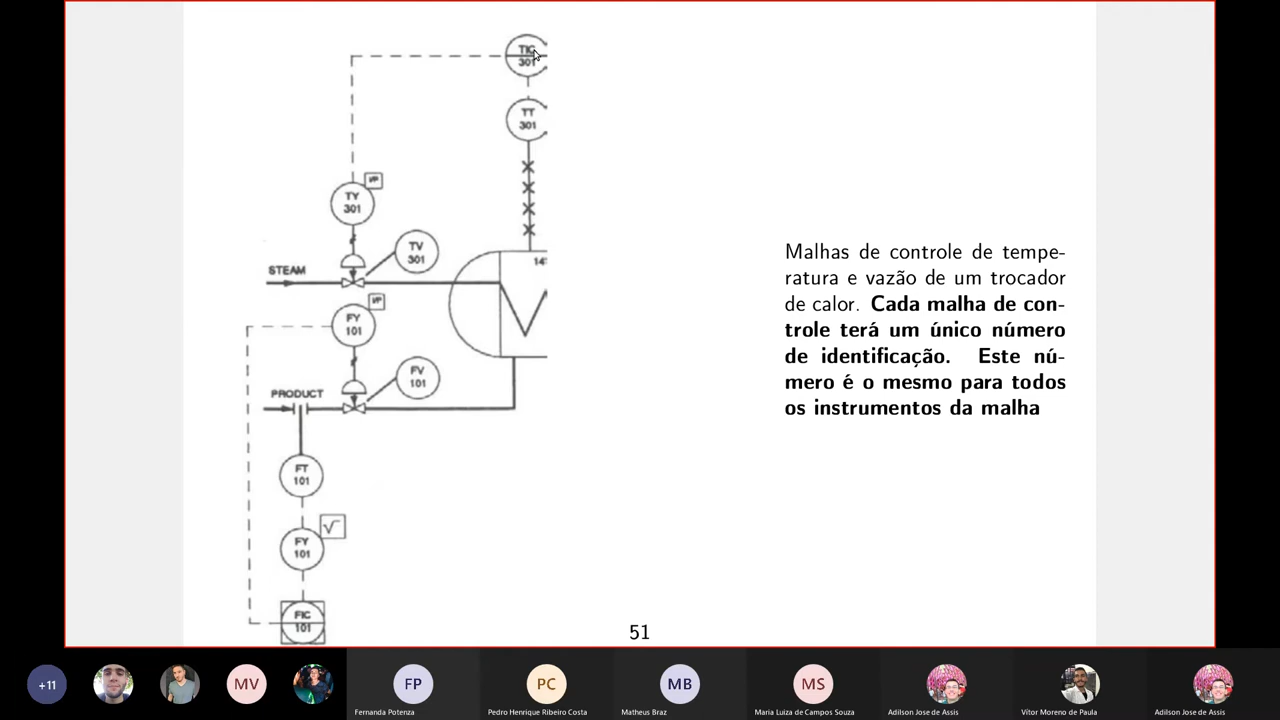 TIC
301
TT
301
I/P
TY
301
TV
301
STEAM
14
I/P
FY
101
FV
101
PRODUCT
FT
101
√
FY
101
FIC
101
Malhas de controle de tempe-
ratura e vazão de um trocador
de calor. Cada malha de con-
trole terá um único número
de identificação. Este nú-
mero é o mesmo para todos
os instrumentos da malha
51
+11
MV
FP
PC
MB
MS
Fernanda Potenza
Pedro Henrique Ribeiro Costa
Matheus Braz
Maria Luiza de Campos Souza
Adilson Jose de Assis
Vítor Moreno de Paula
Adilson Jose de Assis